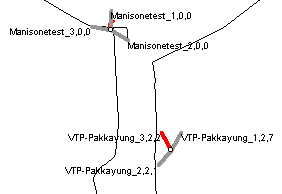 Manisonetest_1,0,0
Manisonetest_3,0,0
Manisonetest_2,0,0
VTP-Pakkayung_3,2,2
VTP-Pakkayung_1,2,7
VTP-Pakkayung_2,2,